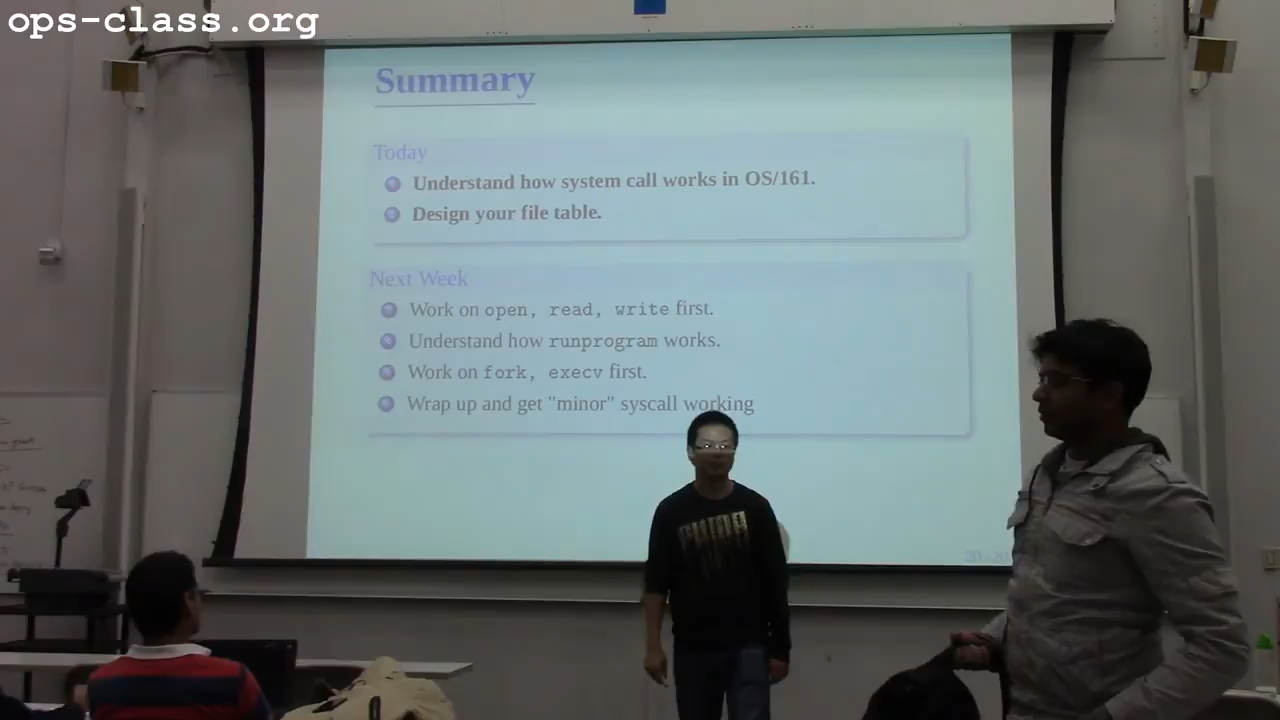 ops-class.org
Summary
Today
Understand how system call works in OS/161.
Design your file table.
Next Week
Work on open, read, write first.
Understand how runprogram works.
Work on fork, execv first.
Wrap up and get "minor" syscall working